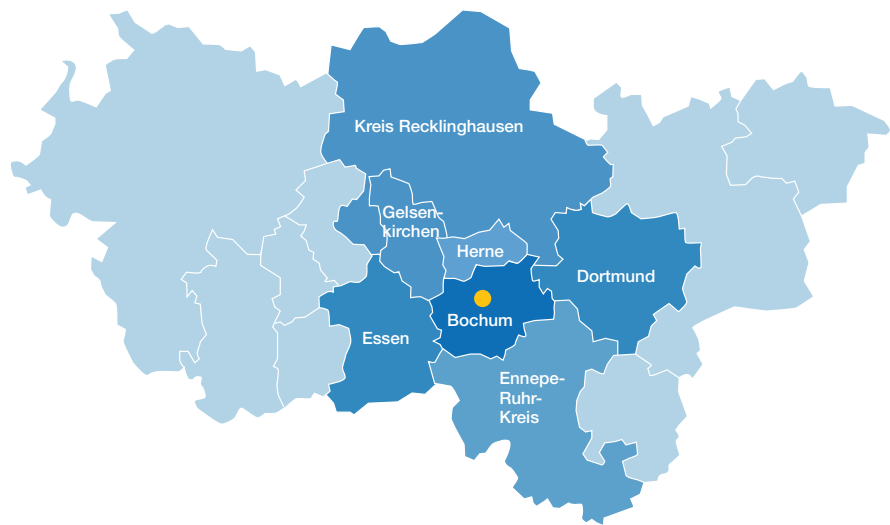 Kreis Recklinghausen
Gelsen-
kirchen
Herne
Dortmund
Bochum
Essen
Ennepe-
Ruhr-
Kreis